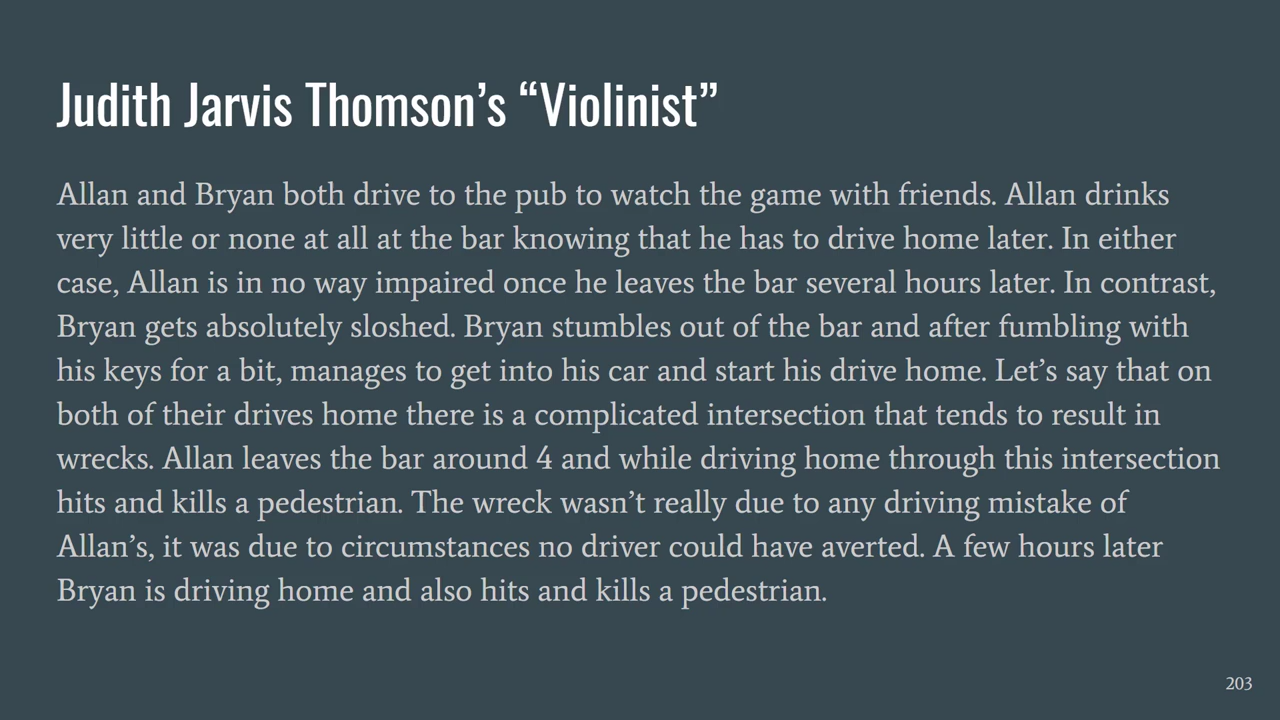 Judith Jarvis Thomson’s “Violinist”
Allan and Bryan both drive to the pub to watch the game with friends. Allan drinks
very little or none at all at the bar knowing that he has to drive home later. In either
case, Allan is in no way impaired once he leaves the bar several hours later. In contrast,
Bryan gets absolutely sloshed. Bryan stumbles out of the bar and after fumbling with
his keys for a bit, manages to get into his car and start his drive home. Let’s say that on
both of their drives home there is a complicated intersection that tends to result in
wrecks. Allan leaves the bar around 4 and while driving home through this intersection
hits and kills a pedestrian. The wreck wasn’t really due to any driving mistake of
Allan’s, it was due to circumstances no driver could have averted. A few hours later
Bryan is driving home and also hits and kills a pedestrian.
203